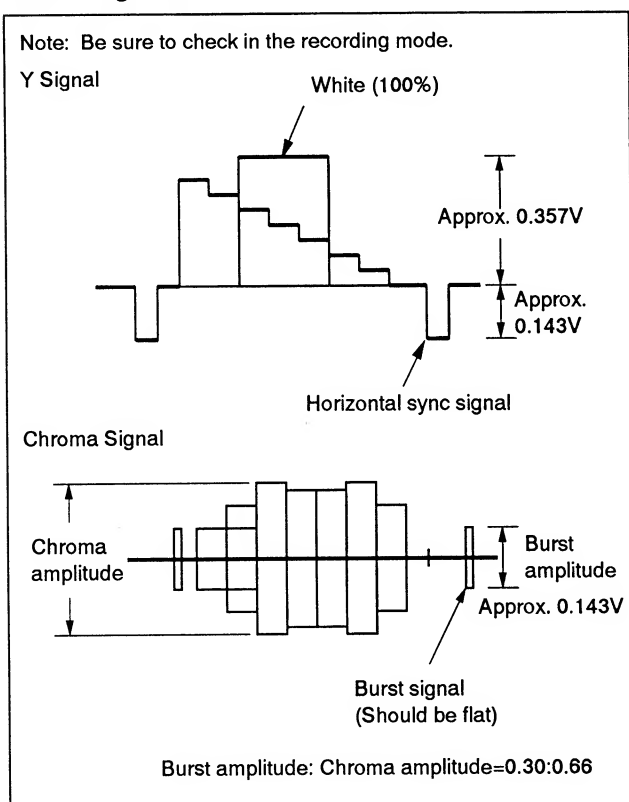 Note: Be sure to check in the recording mode.
Y Signal
White (100%)
Approx. 0.357V
Approx.
0.143V
Horizontal sync signal
Chroma Signal
Chroma
amplitude
Burst
amplitude
Approx. 0.143V
Burst signal
(Should be flat)
Burst amplitude: Chroma amplitude=0.30:0.66